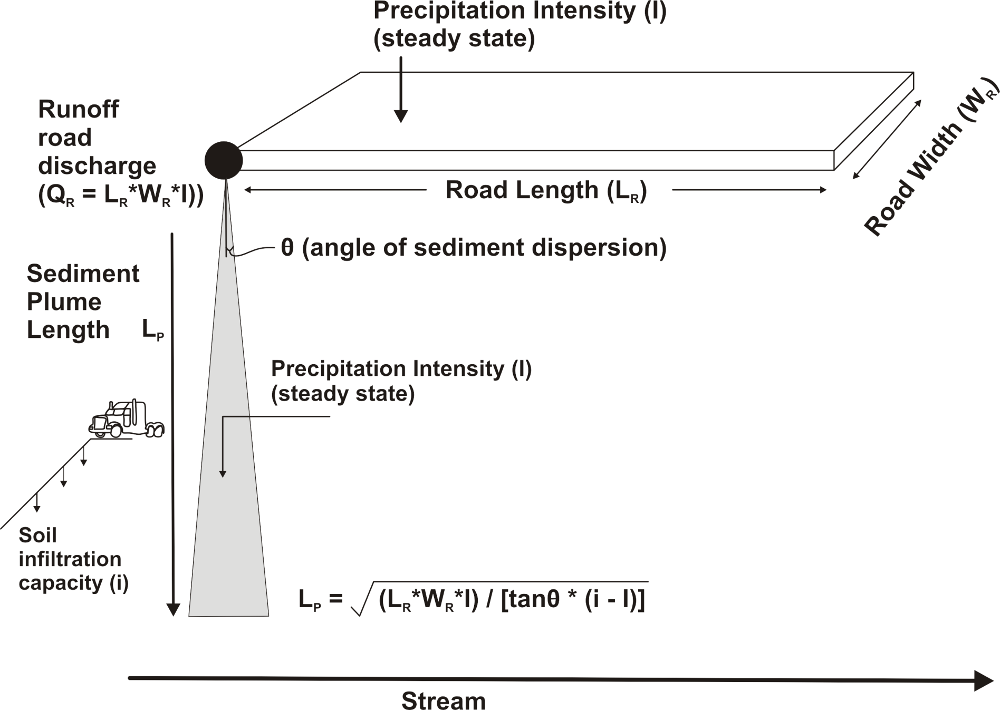 Precipitation Intensity (I)
(steady state)
Runoff
road
discharge
(QR = LR*WR*I))
Road Length (LR)
Road Width (WR)
θ (angle of sediment dispersion)
Sediment
Plume
Length LP
Precipitation Intensity (I)
(steady state)
Soil
infiltration
capacity (i)
LP = √(LR*WR*I) / [tanθ * (i - I)]
Stream